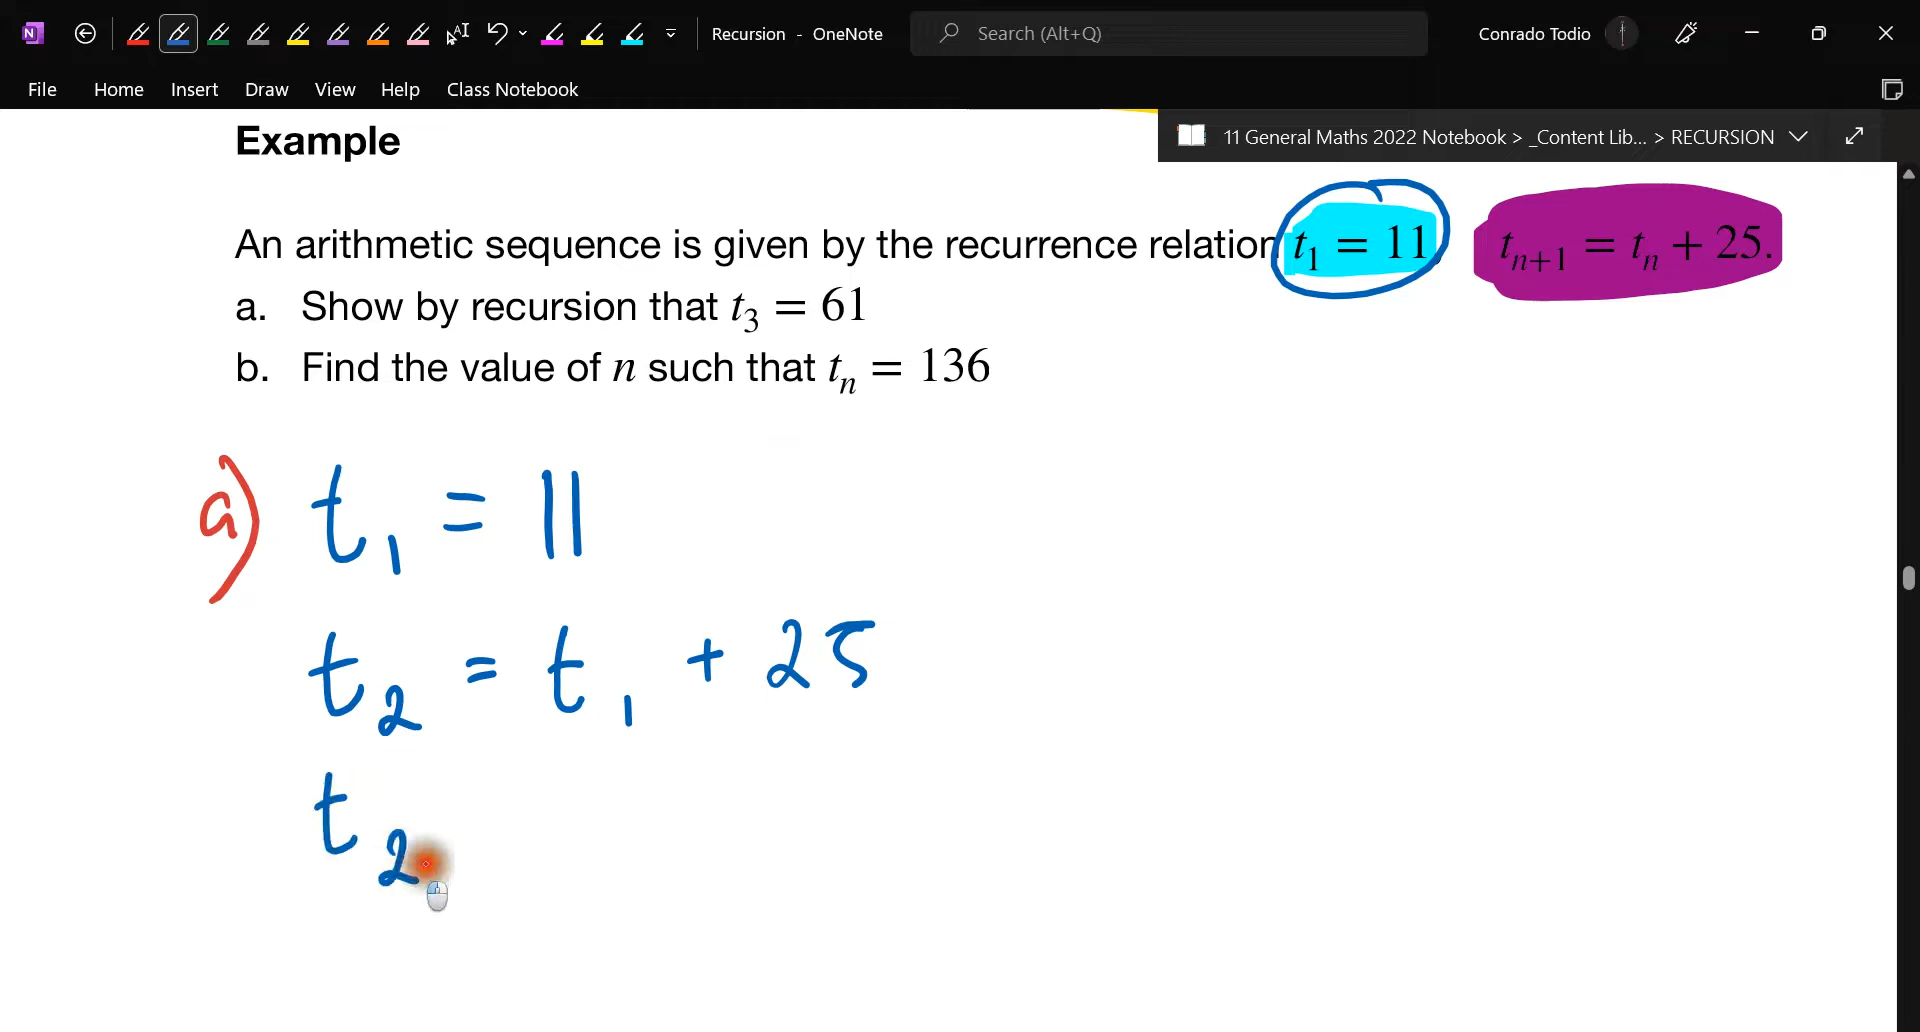 Recursion - OneNote
Search (Alt+Q)
Conrado Todio
File Home Insert Draw View Help Class Notebook
11 General Maths 2022 Notebook > _Content Lib... > RECURSION
Example
An arithmetic sequence is given by the recurrence relation t₁ = 11 tₙ₊₁ = tₙ + 25.
a. Show by recursion that t₃ = 61
b. Find the value of n such that tₙ = 136
a) t₁ = 11
t₂ = t₁ + 25
t₂